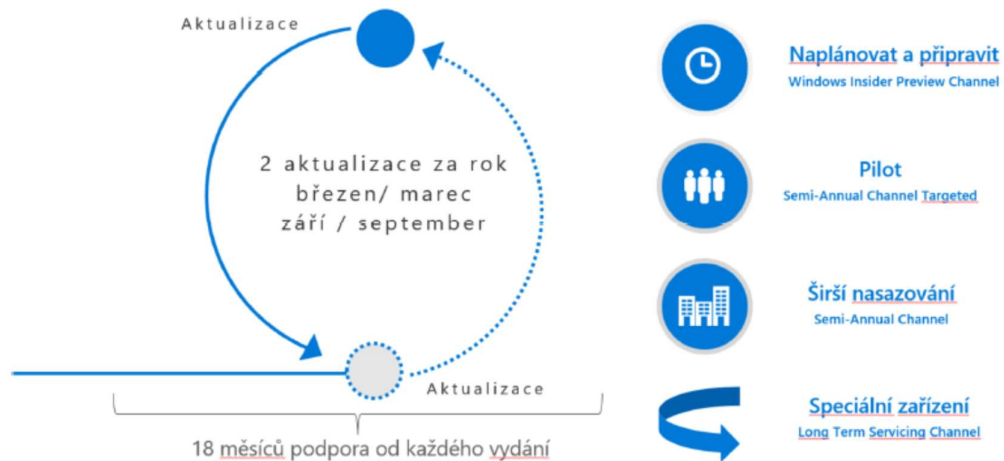 Aktualizace
2 aktualizace za rok
březen/ marec
září / september
Aktualizace
18 měsíců podpora od každého vydání
Naplánovat a připravit
Windows Insider Preview Channel
Pilot
Semi-Annual Channel Targeted
Širší nasazování
Semi-Annual Channel
Speciální zařízení
Long Term Servicing Channel